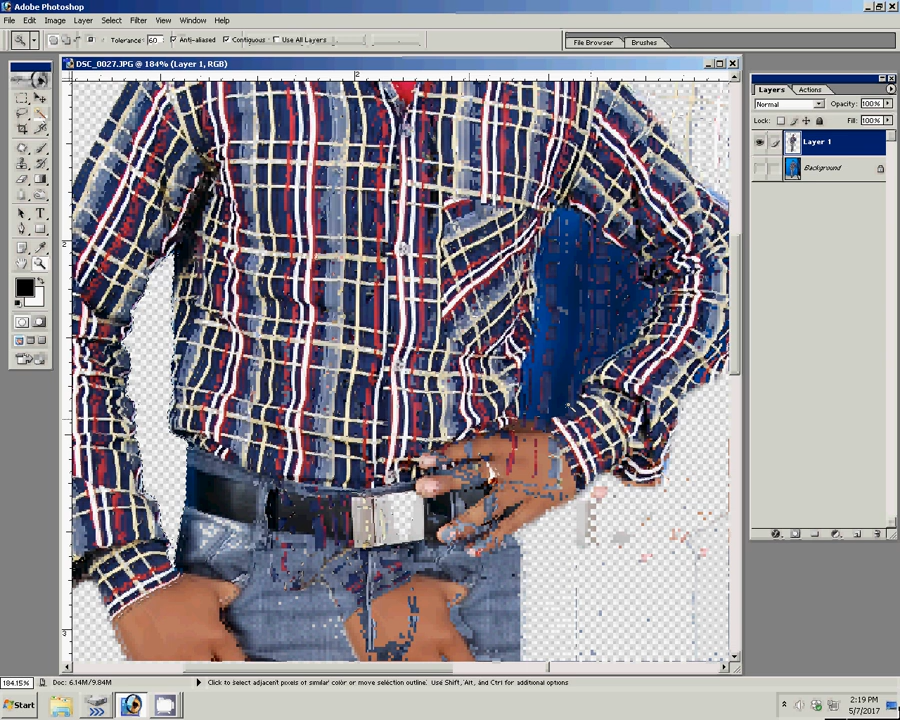 Adobe Photoshop
File Edit Image Layer Select Filter View Window Help
Tolerance: 60 Anti-aliased Contiguous Use All Layers
File Browser Brushes
DSC_0027.JPG @ 184% (Layer 1, RGB)
2
2
3
Layers Actions
Normal Opacity: 100%
Lock: Fill: 100%
Layer 1
Background
T
184.15% Doc: 6.14M/9.84M Click to select adjacent pixels of similar color or move selection outline. Use Shift, Alt, and Ctrl for additional options
Start
2:19 PM
5/7/2017